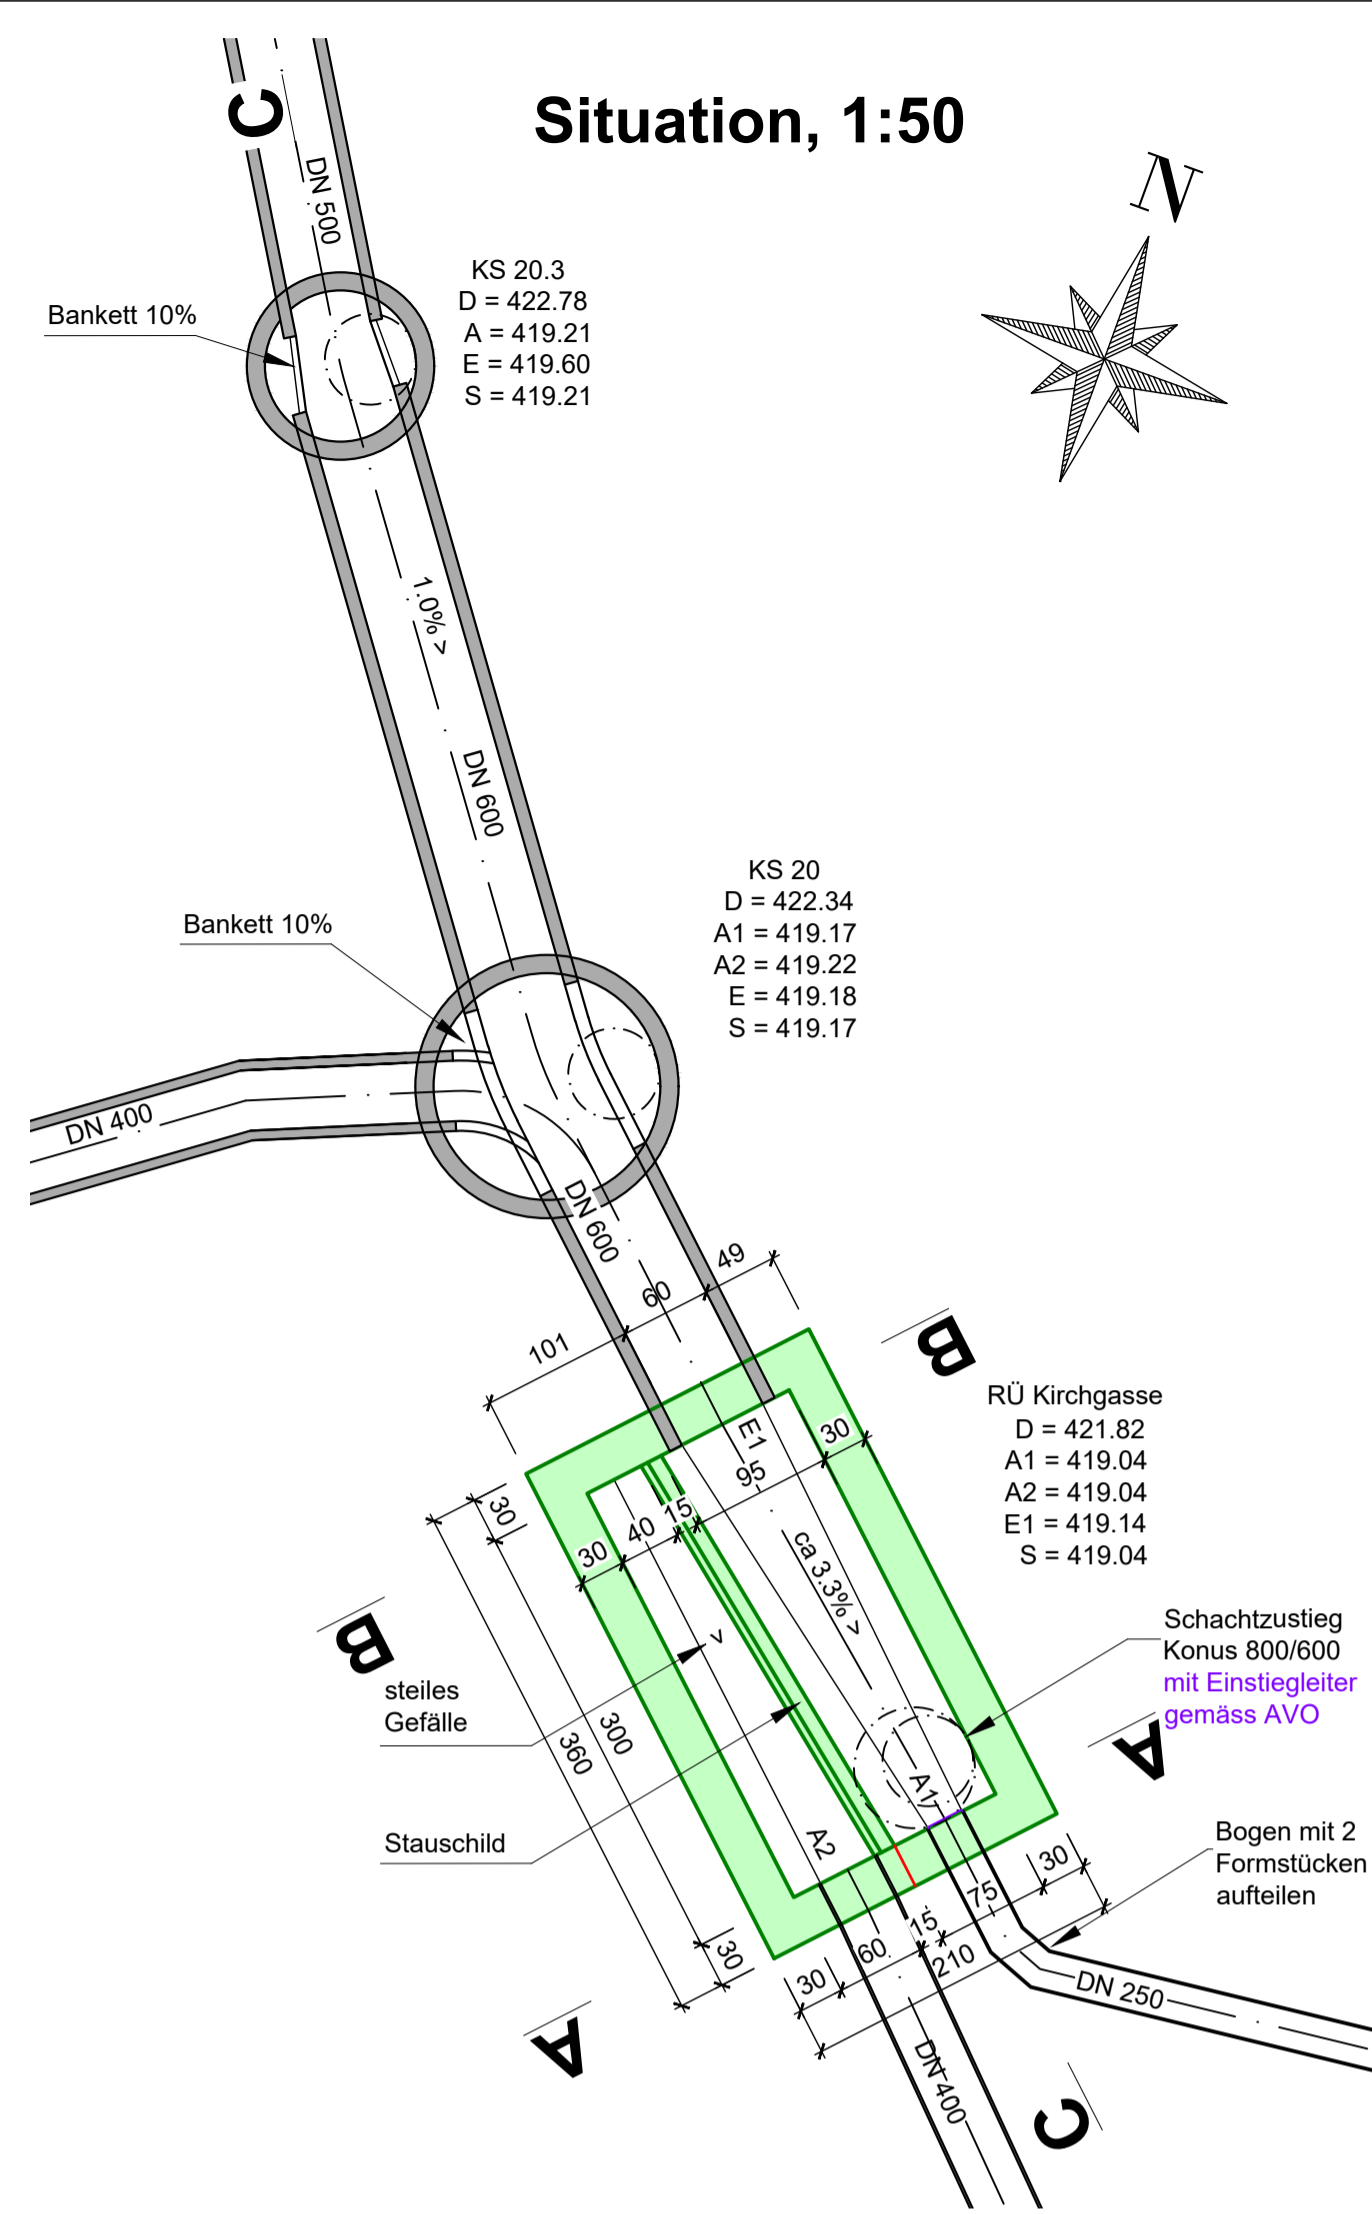 Situation, 1:50
C
N
DN 500
KS 20.3
D = 422.78
A = 419.21
E = 419.60
S = 419.21
Bankett 10%
1.0% >
DN 600
KS 20
D = 422.34
A1 = 419.17
A2 = 419.22
E = 419.18
S = 419.17
Bankett 10%
DN 400
DN 600
49
60
101
B
RÜ Kirchgasse
D = 421.82
A1 = 419.04
A2 = 419.04
E1 = 419.14
S = 419.04
E1
30
95
15
40
30
30
ca 3.3% >
>
B
steiles
Gefälle
Schachtzustieg
Konus 800/600
mit Einstiegleiter
gemäss AVO
A
300
360
Stauschild
A1
A2
Bogen mit 2
Formstücken
aufteilen
30
75
15
60
30
210
30
DN 250
A
DN 400
C